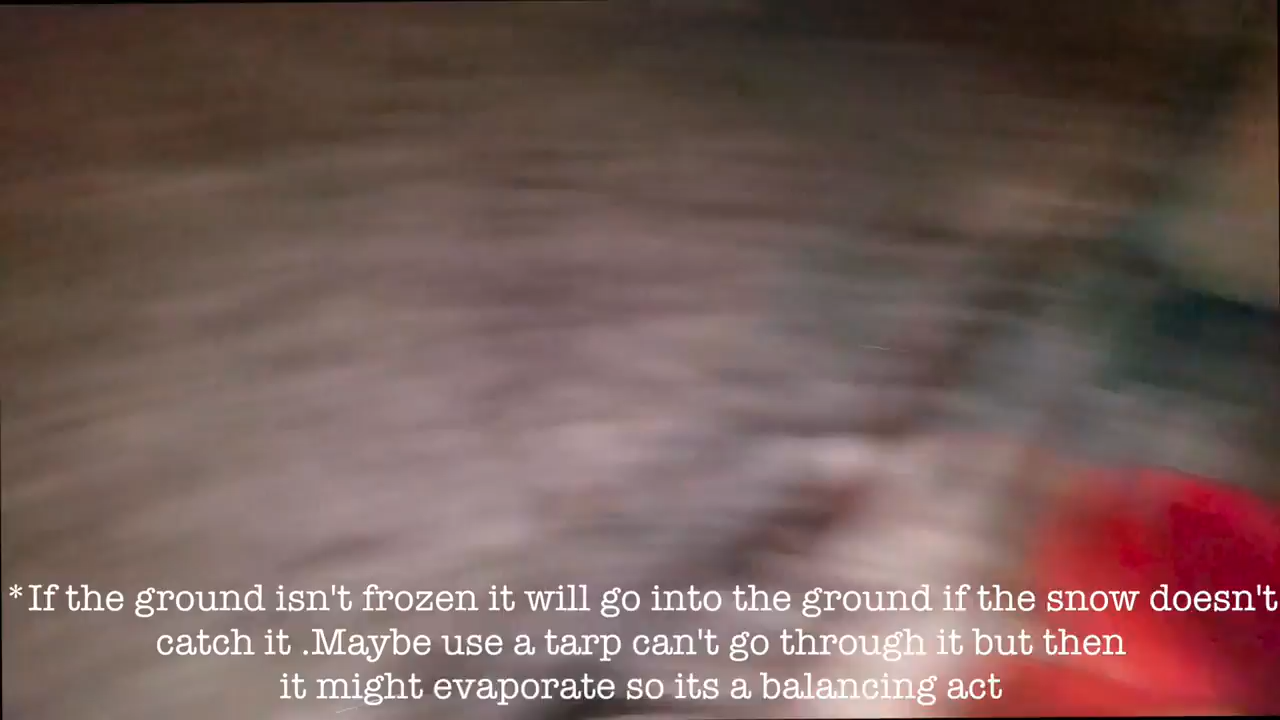 *If the ground isn't frozen it will go into the ground if the snow doesn't
catch it .Maybe use a tarp can't go through it but then
it might evaporate so its a balancing act